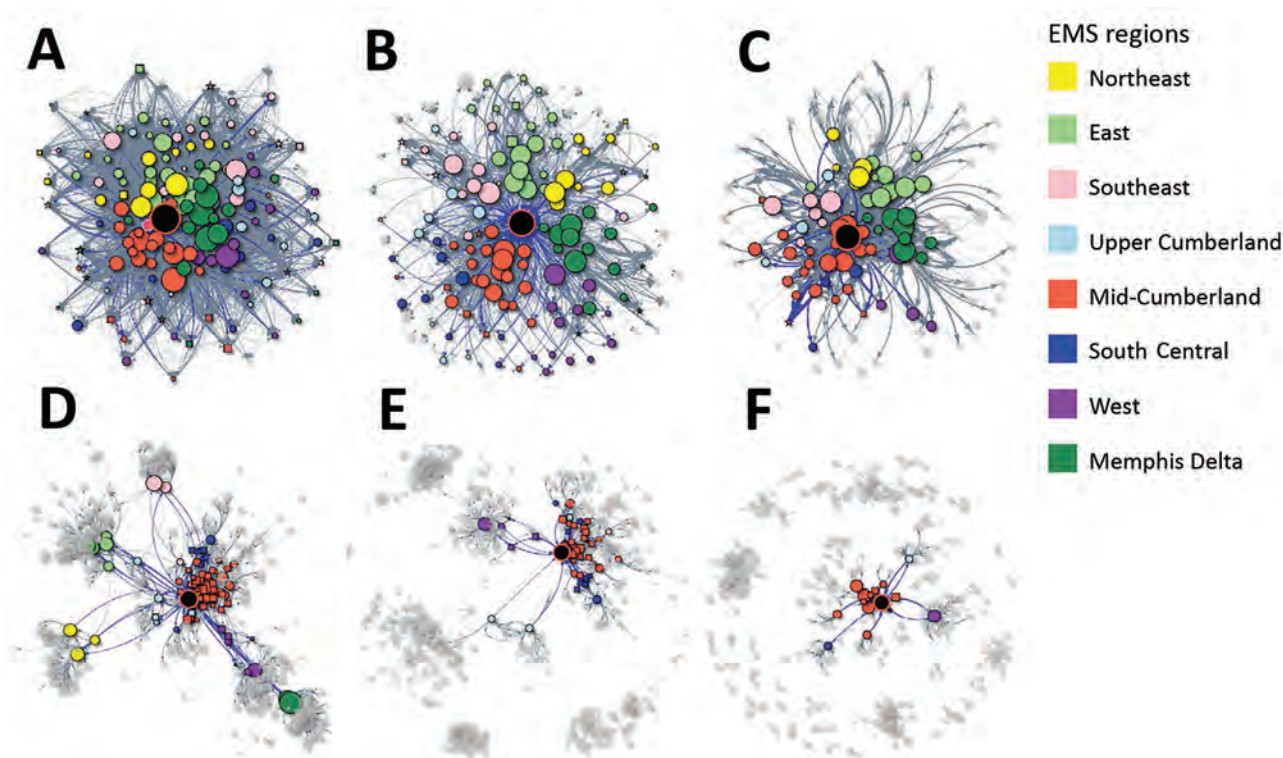 A
B
C
D
E
F
EMS regions
Northeast
East
Southeast
Upper Cumberland
Mid-Cumberland
South Central
West
Memphis Delta